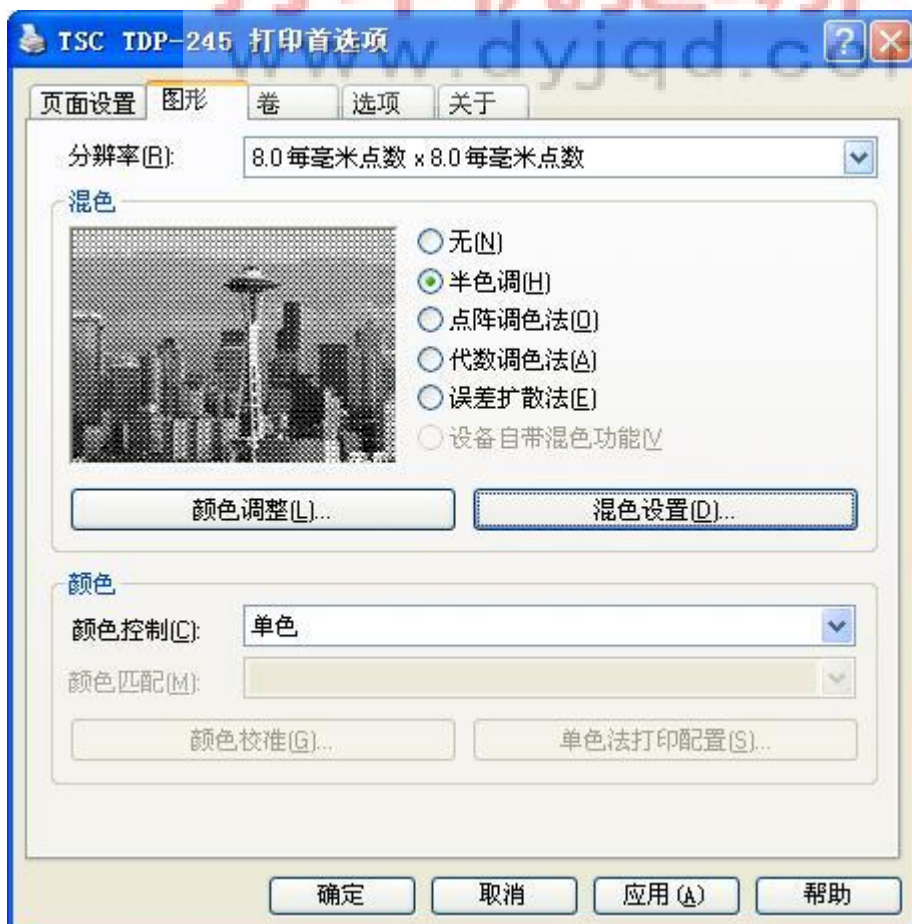 www.dyjqd.com
TSC TDP-245 打印首选项
页面设置 图形 卷 选项 关于
分辨率(R): 8.0 每毫米点数 x 8.0 每毫米点数
混色
无(N)
半色调(H)
点阵调色法(O)
代数调色法(A)
误差扩散法(E)
设备自带混色功能(V
颜色调整(L)... 混色设置(D)...
颜色
颜色控制(C): 单色
颜色匹配(M):
颜色校准(G)... 单色法打印配置(S)...
确定 取消 应用(A) 帮助